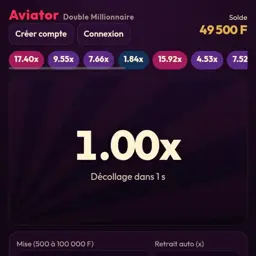 Aviator Double Millionnaire
Solde
Créer compte
Connexion
49 500 F
17.40x 9.55x 7.66x 1.84x 15.92x 4.53x 7.52
1.00x
Décollage dans 1 s
Mise (500 à 100 000 F)
Retrait auto (x)